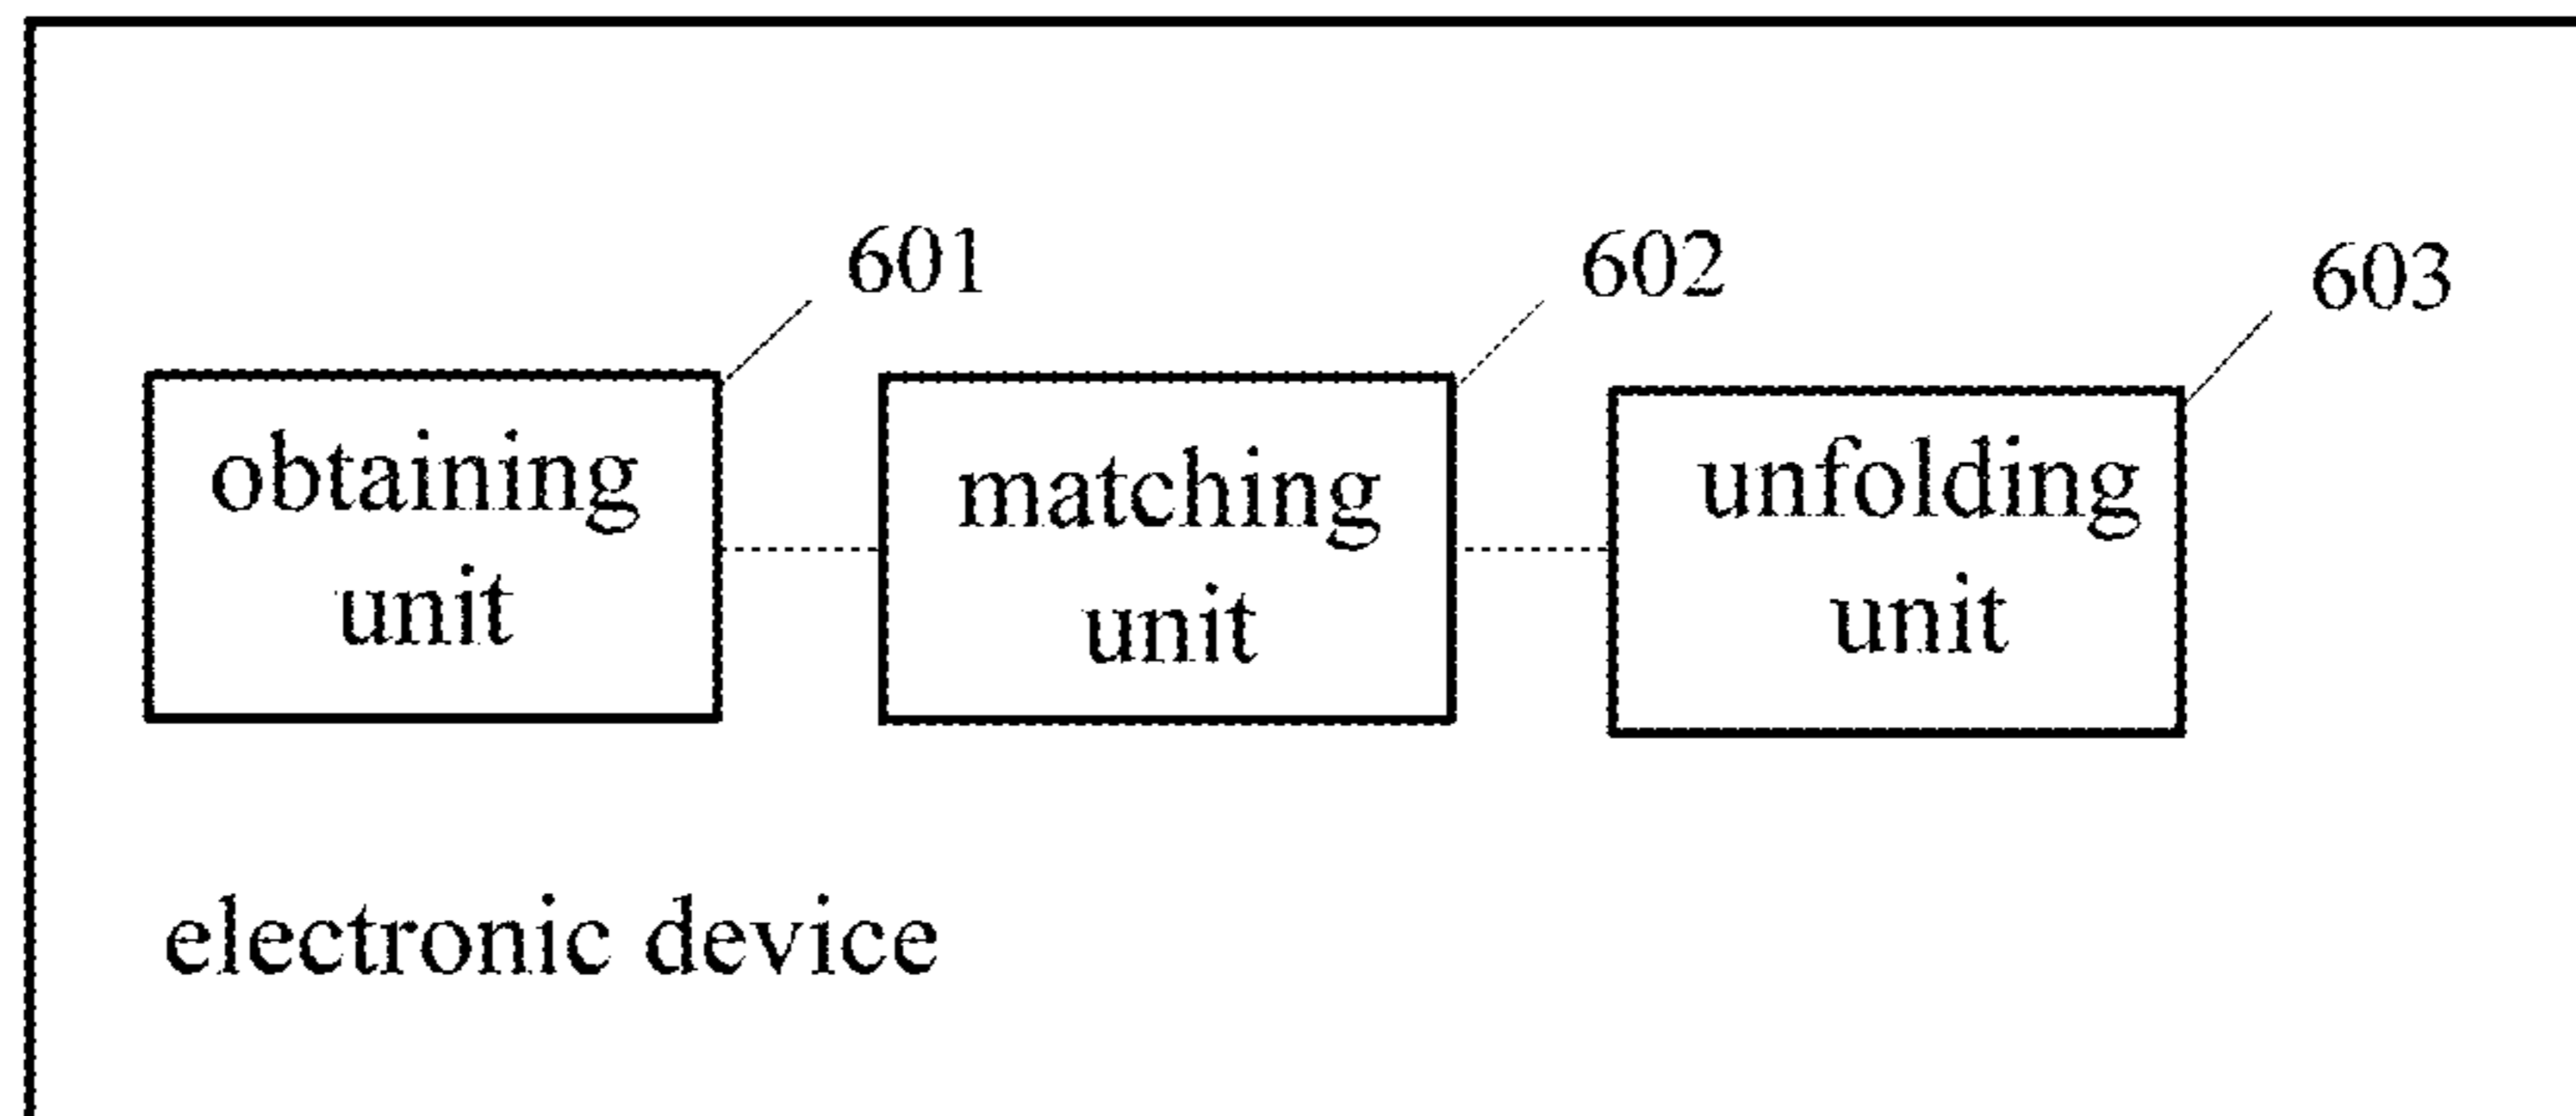 601
602
603
obtaining
unit
matching
unit
unfolding
unit
electronic device